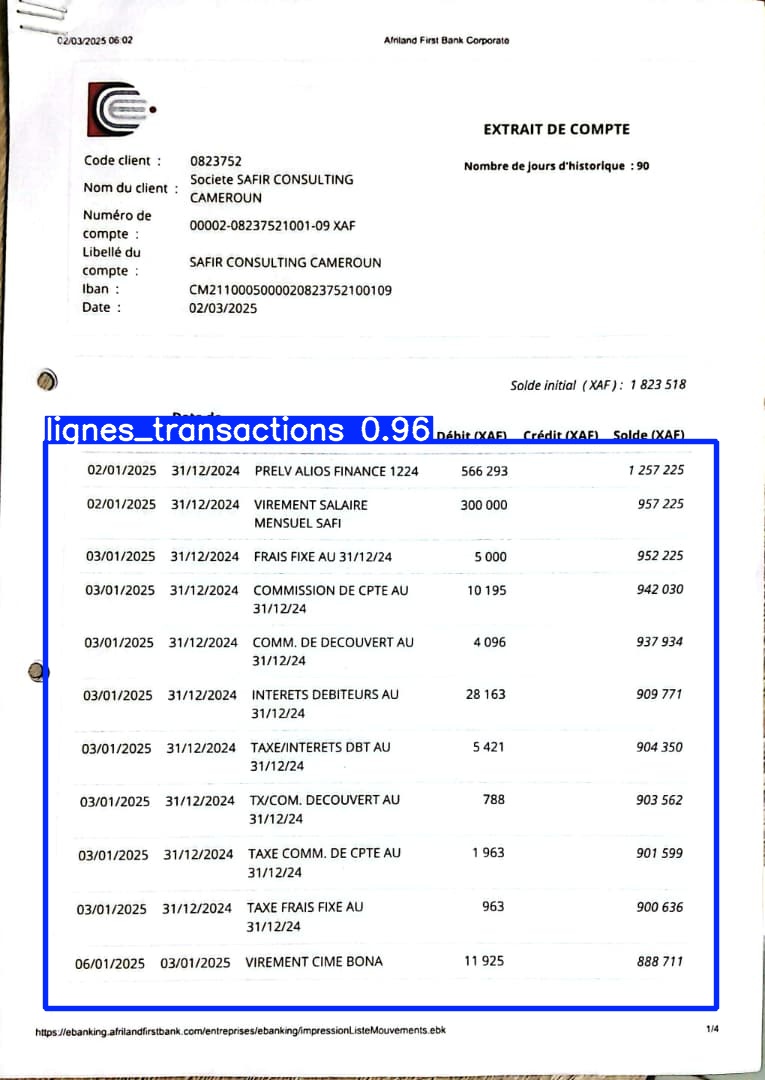 02/03/2025 06:02 Afriland First Bank Corporate
EXTRAIT DE COMPTE
Nombre de jours d'historique : 90
Code client : 0823752
Nom du client : Societe SAFIR CONSULTING
CAMEROUN
Numéro de
compte : 00002-08237521001-09 XAF
Libellé du
compte : SAFIR CONSULTING CAMEROUN
Iban : CM2110005000020823752100109
Date : 02/03/2025
Solde initial (XAF) : 1 823 518
Date de
lignes_transactions 0.96 Débit (XAF) Crédit (XAF) Solde (XAF)
02/01/2025 31/12/2024 PRELV ALIOS FINANCE 1224 566 293 1 257 225
02/01/2025 31/12/2024 VIREMENT SALAIRE 300 000 957 225
MENSUEL SAFI
03/01/2025 31/12/2024 FRAIS FIXE AU 31/12/24 5 000 952 225
03/01/2025 31/12/2024 COMMISSION DE CPTE AU 10 195 942 030
31/12/24
03/01/2025 31/12/2024 COMM. DE DECOUVERT AU 4 096 937 934
31/12/24
03/01/2025 31/12/2024 INTERETS DEBITEURS AU 28 163 909 771
31/12/24
03/01/2025 31/12/2024 TAXE/INTERETS DBT AU 5 421 904 350
31/12/24
03/01/2025 31/12/2024 TX/COM. DECOUVERT AU 788 903 562
31/12/24
03/01/2025 31/12/2024 TAXE COMM. DE CPTE AU 1 963 901 599
31/12/24
03/01/2025 31/12/2024 TAXE FRAIS FIXE AU 963 900 636
31/12/24
06/01/2025 03/01/2025 VIREMENT CIME BONA 11 925 888 711
https://ebanking.afrilandfirstbank.com/entreprises/ebanking/impressionListeMouvements.ebk 1/4